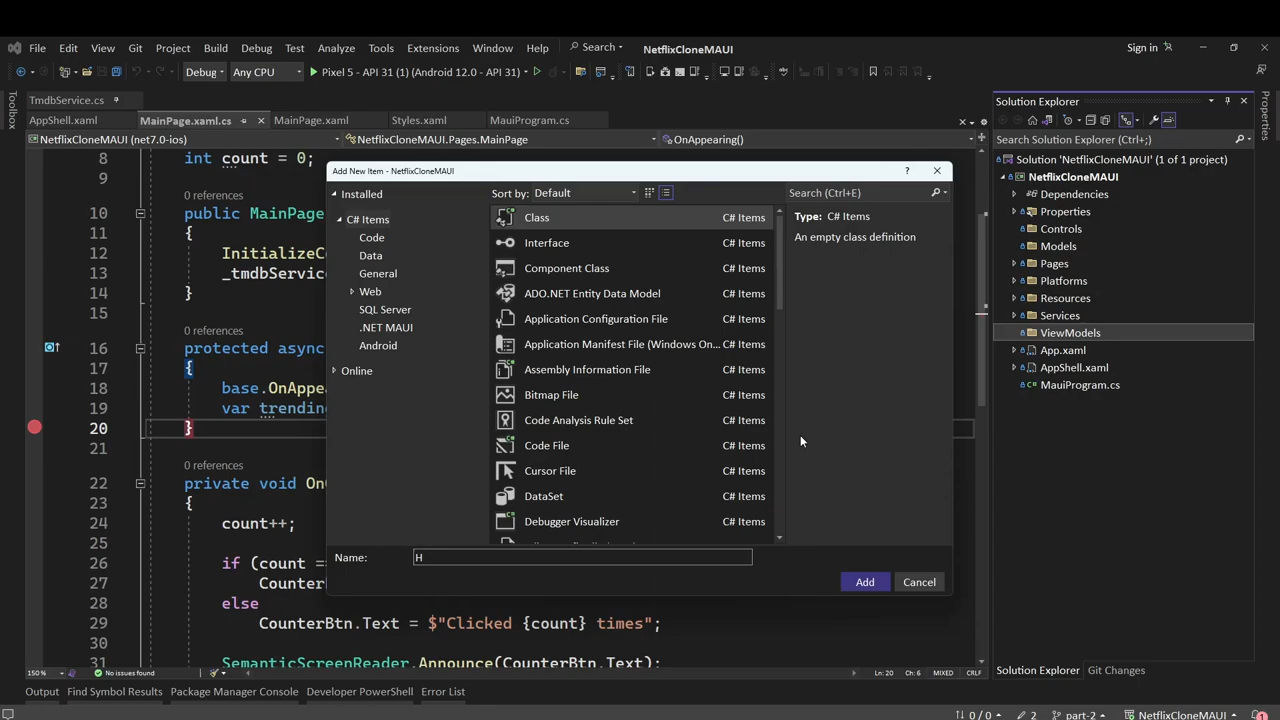 File Edit View Git Project Build Debug Test Analyze Tools Extensions Window Help Search NetflixCloneMAUI Sign in
Debug Any CPU Pixel 5 - API 31 (1) (Android 12.0 - API 31)
TmdbService.cs
AppShell.xaml MainPage.xaml.cs MainPage.xaml Styles.xaml MauiProgram.cs
NetflixCloneMAUI (net7.0-ios) NetflixCloneMAUI.Pages.MainPage OnAppearing()
Toolbox
8 int count = 0;
9
0 references
10 public MainPage
11 {
12 InitializeCo
13 _tmdbService
14 }
15
0 references
16 protected async
17 {
18 base.OnAppea
19 var trending
20 }
21
0 references
22 private void On
23 {
24 count++;
25
26 if (count =
27 Counter
28 else
29 CounterBtn.Text = $"Clicked {count} times";
30
31 SemanticScreenReader.Announce(CounterBtn.Text);
Add New Item - NetflixCloneMAUI ?
Installed
C# Items
Code
Data
General
Web
SQL Server
.NET MAUI
Android
Online
Sort by: Default
Class C# Items
Interface C# Items
Component Class C# Items
ADO.NET Entity Data Model C# Items
Application Configuration File C# Items
Application Manifest File (Windows On... C# Items
Assembly Information File C# Items
Bitmap File C# Items
Code Analysis Rule Set C# Items
Code File C# Items
Cursor File C# Items
DataSet C# Items
Debugger Visualizer C# Items
Search (Ctrl+E)
Type: C# Items
An empty class definition
Name: H
Add Cancel
Solution Explorer
Search Solution Explorer (Ctrl+;)
Solution 'NetflixCloneMAUI' (1 of 1 project)
NetflixCloneMAUI
Dependencies
Properties
Controls
Models
Pages
Platforms
Resources
Services
ViewModels
App.xaml
AppShell.xaml
MauiProgram.cs
Properties
Solution Explorer Git Changes
150 % No issues found Ln: 20 Ch: 6 MIXED CRLF
Output Find Symbol Results Package Manager Console Developer PowerShell Error List
0 / 0 2 part-2 NetflixCloneMAUI 1